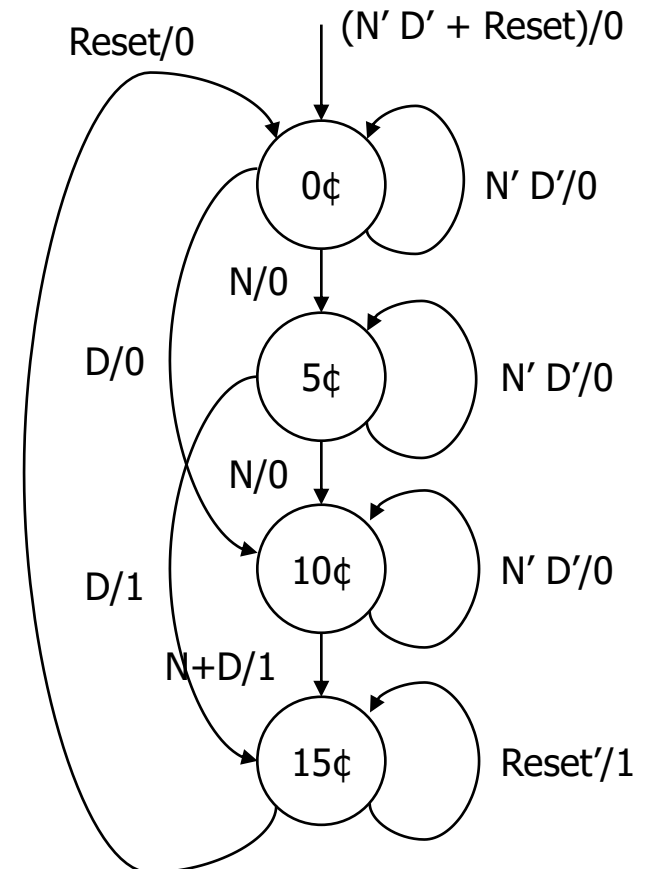 (N′ D′ + Reset)/0
Reset/0
0¢
N′ D′/0
N/0
D/0
5¢
N′ D′/0
N/0
10¢
N′ D′/0
D/1
N+D/1
15¢
Reset′/1